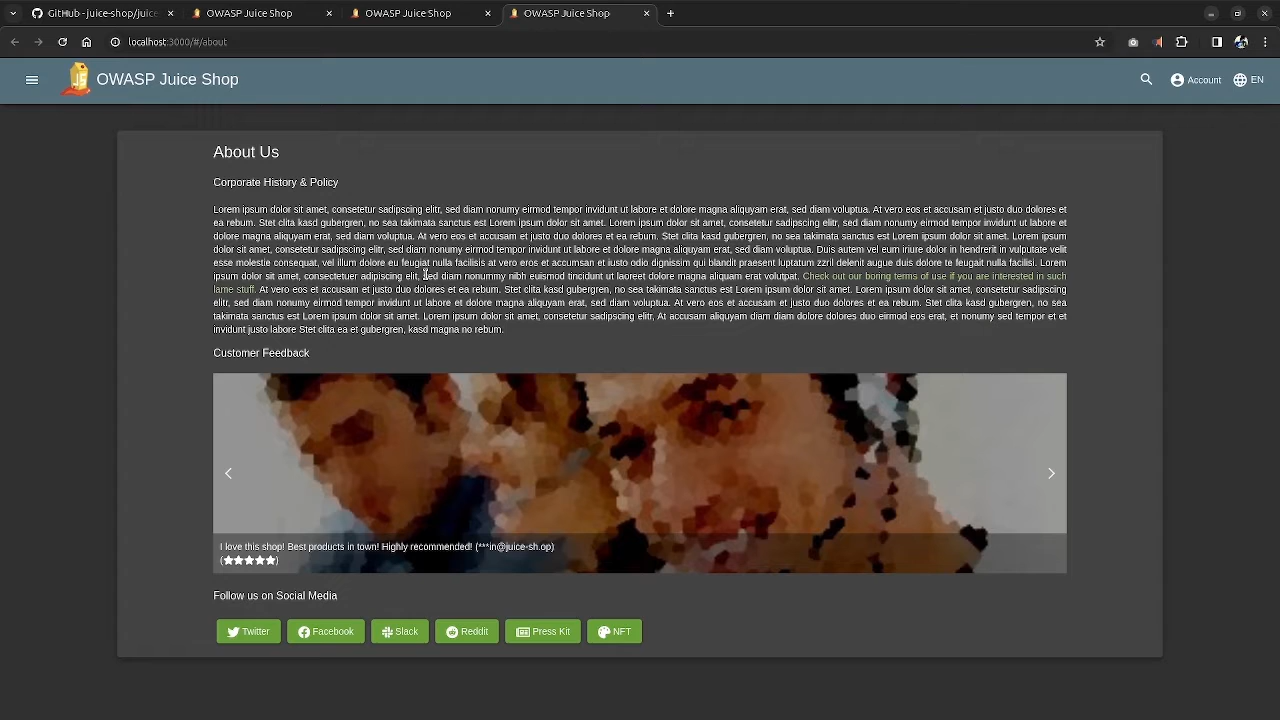 GitHub - juice-shop/juice
OWASP Juice Shop
OWASP Juice Shop
OWASP Juice Shop
localhost:3000/#/about
OWASP Juice Shop
Account
EN
About Us
Corporate History & Policy
Lorem ipsum dolor sit amet, consetetur sadipscing elitr, sed diam nonumy eirmod tempor invidunt ut labore et dolore magna aliquyam erat, sed diam voluptua. At vero eos et accusam et justo duo dolores et
ea rebum. Stet clita kasd gubergren, no sea takimata sanctus est Lorem ipsum dolor sit amet. Lorem ipsum dolor sit amet, consetetur sadipscing elitr, sed diam nonumy eirmod tempor invidunt ut labore et
dolore magna aliquyam erat, sed diam voluptua. At vero eos et accusam et justo duo dolores et ea rebum. Stet clita kasd gubergren, no sea takimata sanctus est Lorem ipsum dolor sit amet. Lorem ipsum
dolor sit amet, consetetur sadipscing elitr, sed diam nonumy eirmod tempor invidunt ut labore et dolore magna aliquyam erat, sed diam voluptua. Duis autem vel eum iriure dolor in hendrerit in vulputate velit
esse molestie consequat, vel illum dolore eu feugiat nulla facilisis at vero eros et accumsan et iusto odio dignissim qui blandit praesent luptatum zzril delenit augue duis dolore te feugait nulla facilisi. Lorem
ipsum dolor sit amet, consectetuer adipiscing elit, sed diam nonummy nibh euismod tincidunt ut laoreet dolore magna aliquam erat volutpat. Check out our boring terms of use if you are interested in such
lame stuff. At vero eos et accusam et justo duo dolores et ea rebum. Stet clita kasd gubergren, no sea takimata sanctus est Lorem ipsum dolor sit amet. Lorem ipsum dolor sit amet, consetetur sadipscing
elitr, sed diam nonumy eirmod tempor invidunt ut labore et dolore magna aliquyam erat, sed diam voluptua. At vero eos et accusam et justo duo dolores et ea rebum. Stet clita kasd gubergren, no sea
takimata sanctus est Lorem ipsum dolor sit amet. Lorem ipsum dolor sit amet, consetetur sadipscing elitr, At accusam aliquyam diam diam dolore dolores duo eirmod eos erat, et nonumy sed tempor et et
invidunt justo labore Stet clita ea et gubergren, kasd magna no rebum.
Customer Feedback
I love this shop! Best products in town! Highly recommended! (***in@juice-sh.op)
(★★★★★)
Follow us on Social Media
Twitter
Facebook
Slack
Reddit
Press Kit
NFT